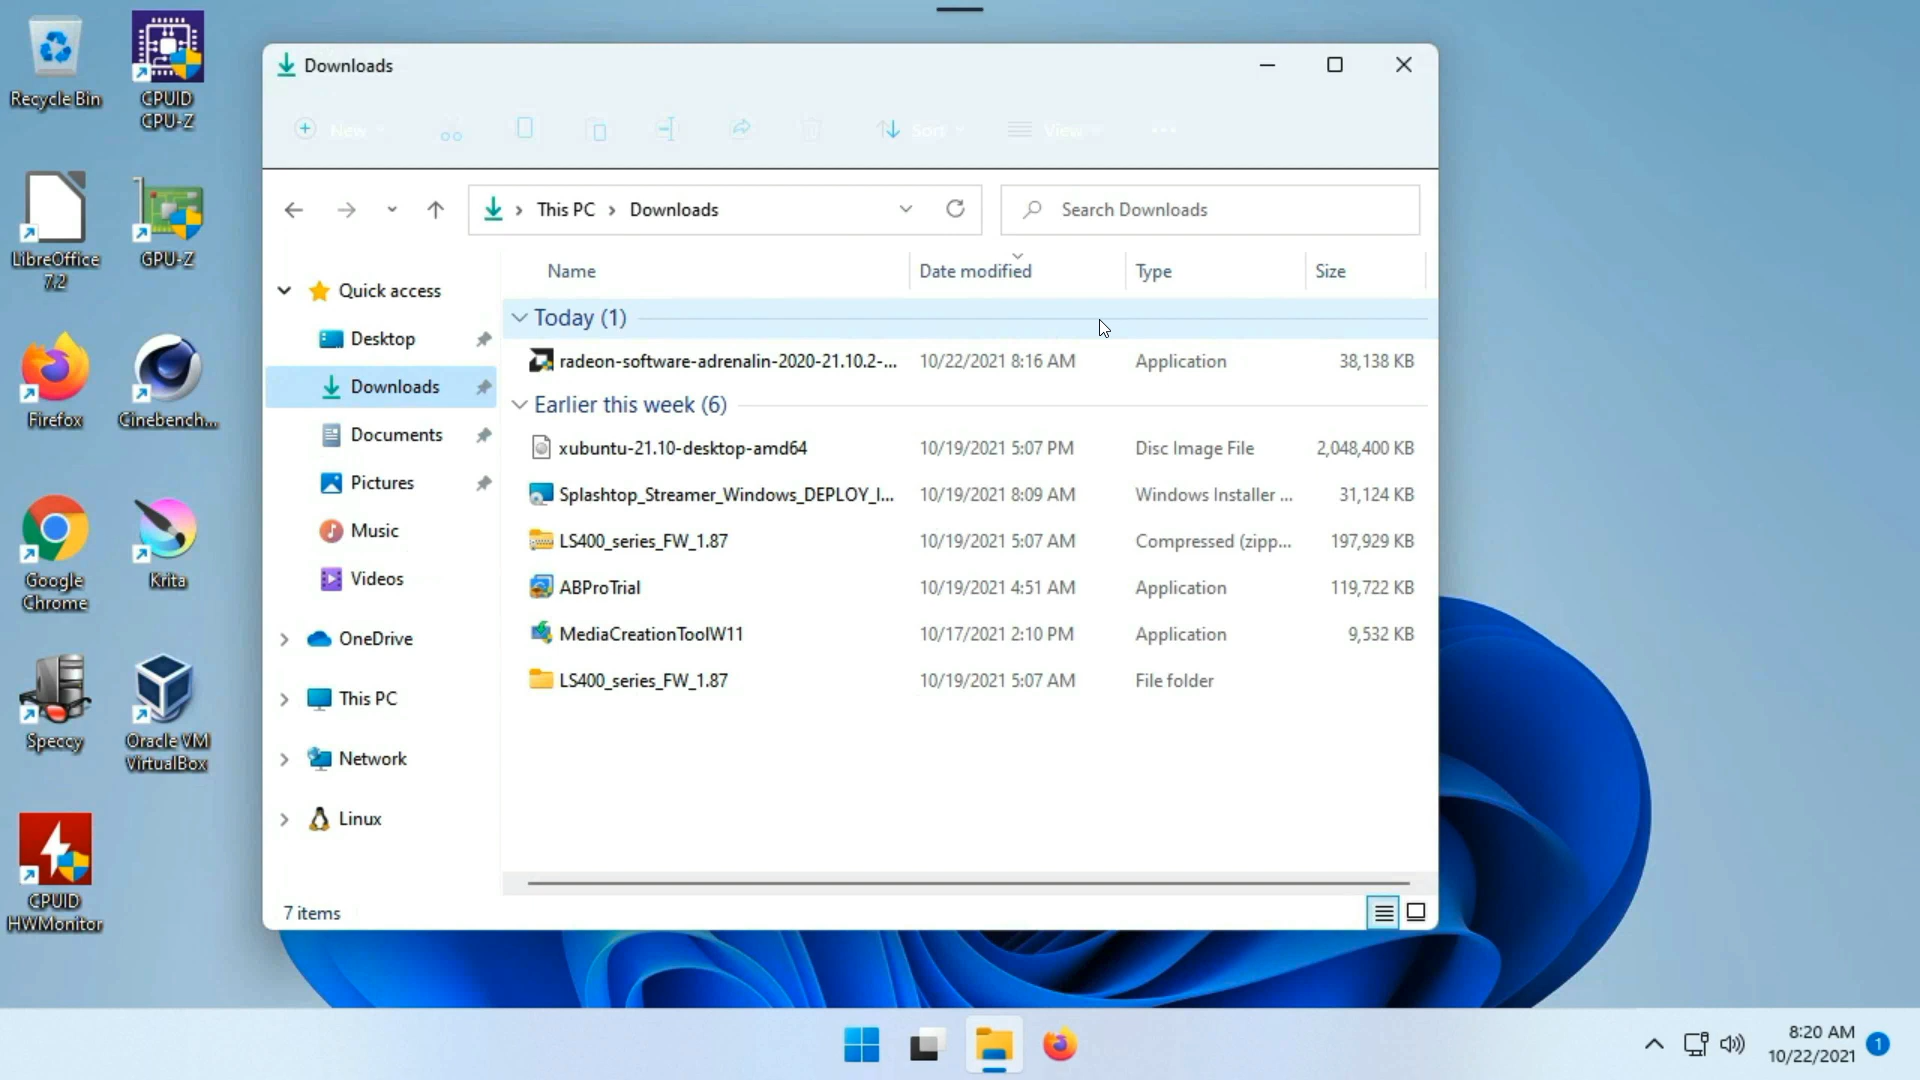 Recycle Bin
CPUID
CPU-Z
LibreOffice
7.2
GPU-Z
Firefox
Cinebench...
Google
Chrome
Krita
Speccy
Oracle VM
VirtualBox
CPUID
HWMonitor
Downloads
New
Sort
View
This PC
Downloads
Search Downloads
Name
Date modified
Type
Size
Quick access
Desktop
Downloads
Documents
Pictures
Music
Videos
OneDrive
This PC
Network
Linux
Today (1)
radeon-software-adrenalin-2020-21.10.2-... 10/22/2021 8:16 AM Application 38,138 KB
Earlier this week (6)
xubuntu-21.10-desktop-amd64 10/19/2021 5:07 PM Disc Image File 2,048,400 KB
Splashtop_Streamer_Windows_DEPLOY_I... 10/19/2021 8:09 AM Windows Installer ... 31,124 KB
LS400_series_FW_1.87 10/19/2021 5:07 AM Compressed (zipp... 197,929 KB
ABProTrial 10/19/2021 4:51 AM Application 119,722 KB
MediaCreationToolW11 10/17/2021 2:10 PM Application 9,532 KB
LS400_series_FW_1.87 10/19/2021 5:07 AM File folder
7 items
8:20 AM
10/22/2021
1